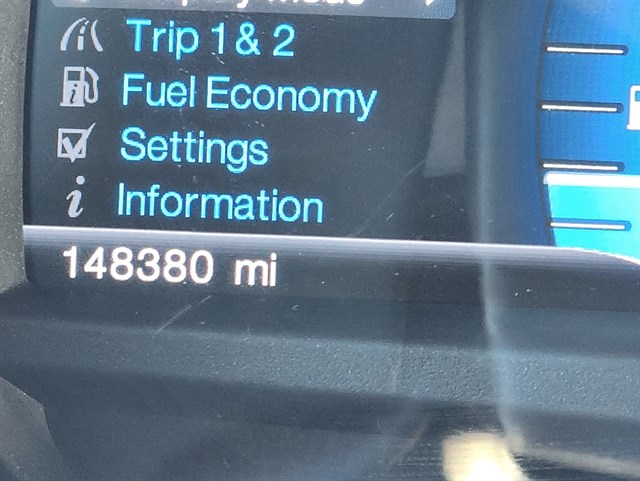 Trip 1 & 2
Fuel Economy
Settings
Information
148380 mi